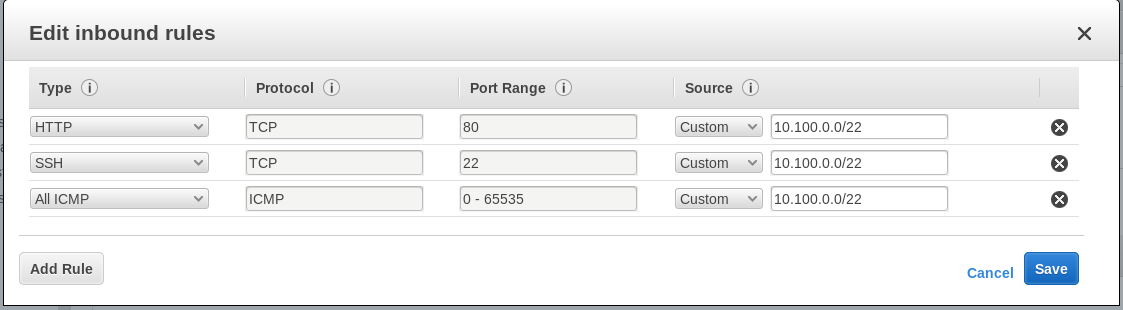 Edit inbound rules
Type Protocol Port Range Source
HTTP TCP 80 Custom 10.100.0.0/22
SSH TCP 22 Custom 10.100.0.0/22
All ICMP ICMP 0 - 65535 Custom 10.100.0.0/22
Add Rule Cancel Save